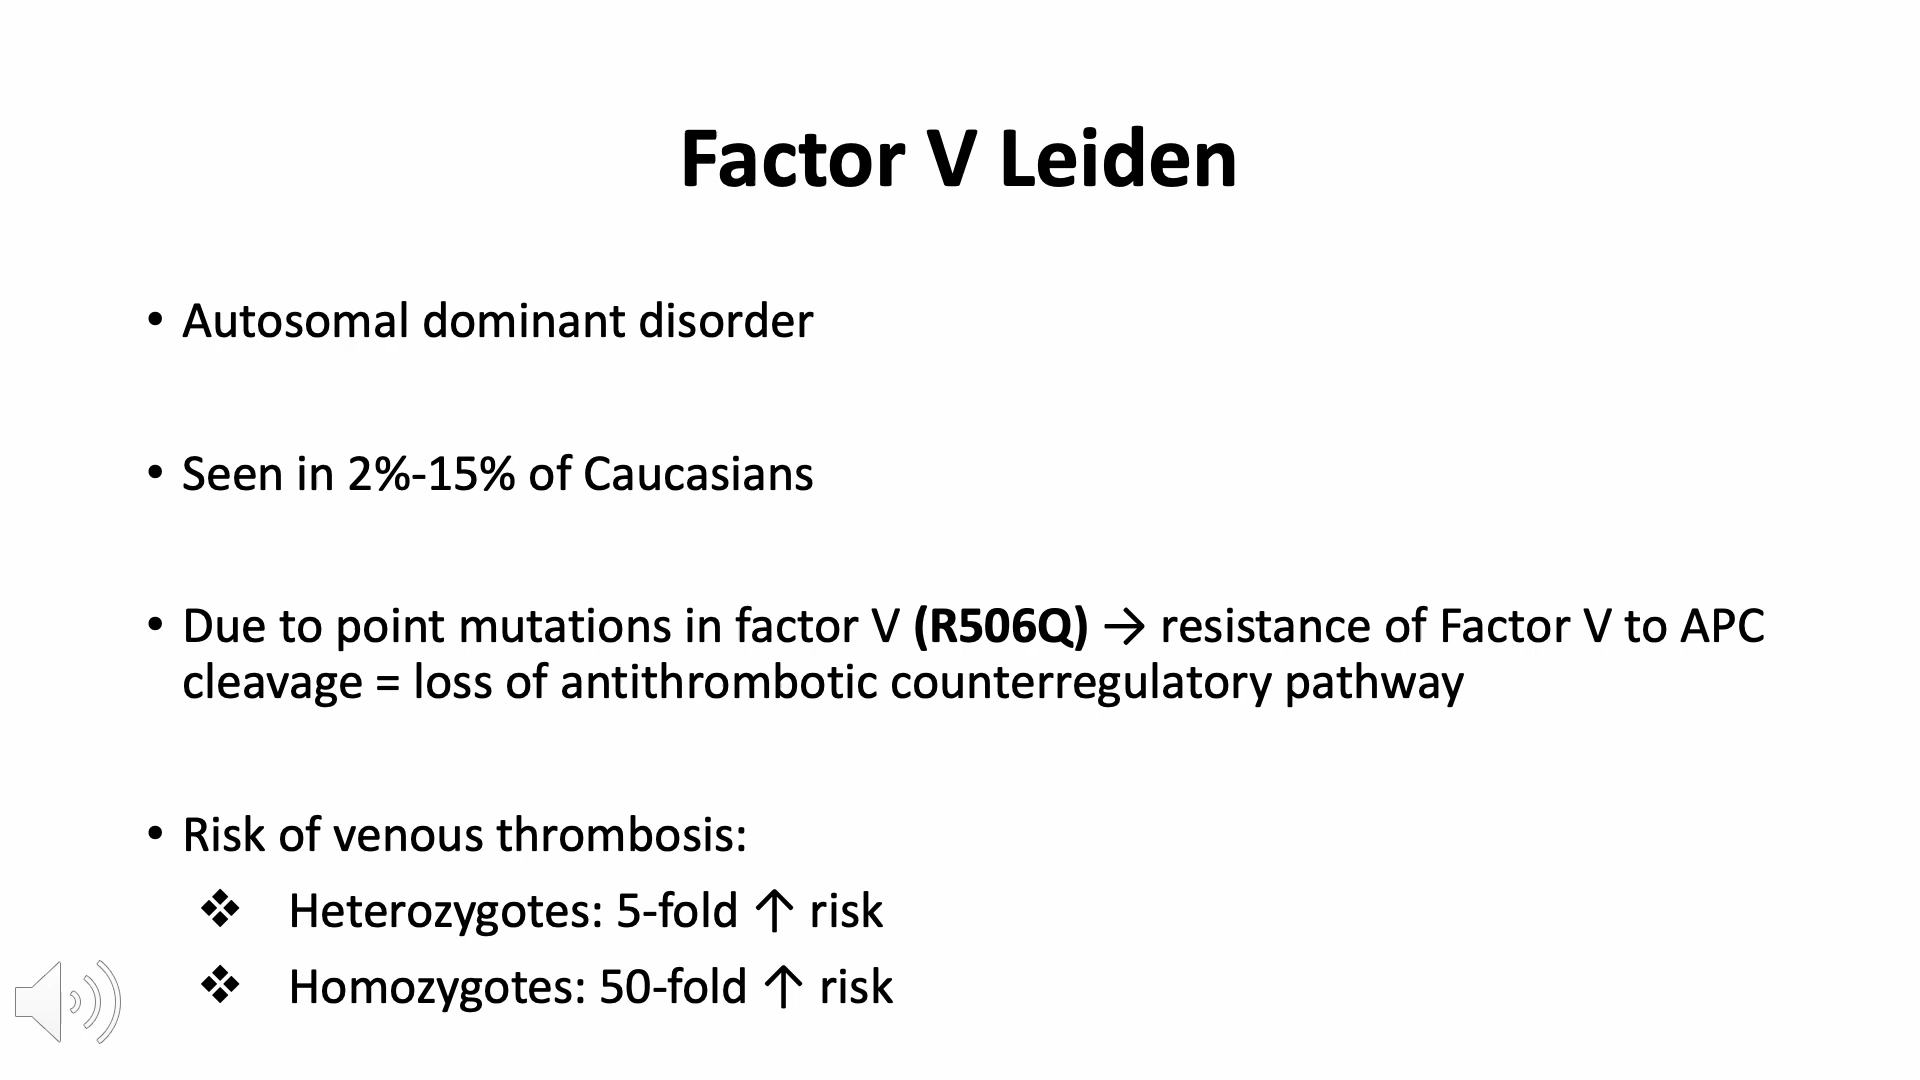 Factor V Leiden
• Autosomal dominant disorder
• Seen in 2%-15% of Caucasians
• Due to point mutations in factor V (R506Q) → resistance of Factor V to APC
cleavage = loss of antithrombotic counterregulatory pathway
• Risk of venous thrombosis:
❖ Heterozygotes: 5-fold ↑ risk
❖ Homozygotes: 50-fold ↑ risk